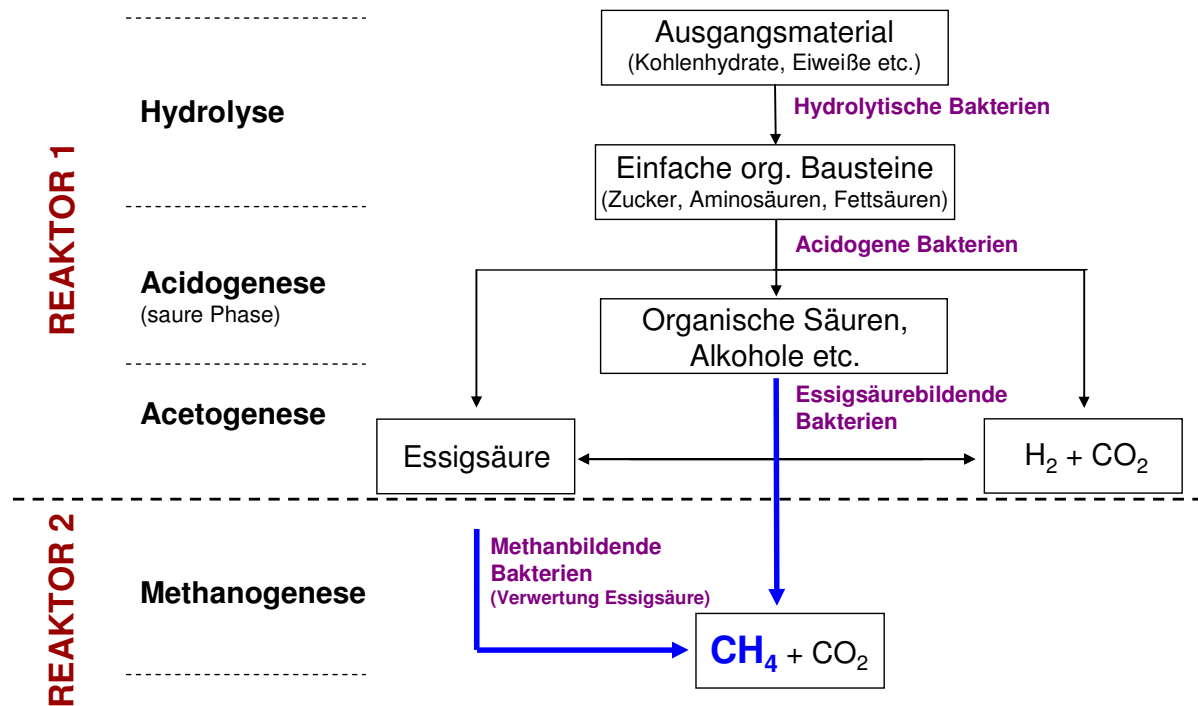 Ausgangsmaterial
(Kohlenhydrate, Eiweiße etc.)
Hydrolytische Bakterien
Hydrolyse
REAKTOR 1
Einfache org. Bausteine
(Zucker, Aminosäuren, Fettsäuren)
Acidogene Bakterien
Acidogenese
(saure Phase)
Organische Säuren,
Alkohole etc.
Essigsäurebildende
Bakterien
Acetogenese
Essigsäure
H₂ + CO₂
REAKTOR 2
Methanbildende
Bakterien
(Verwertung Essigsäure)
Methanogenese
CH₄ + CO₂